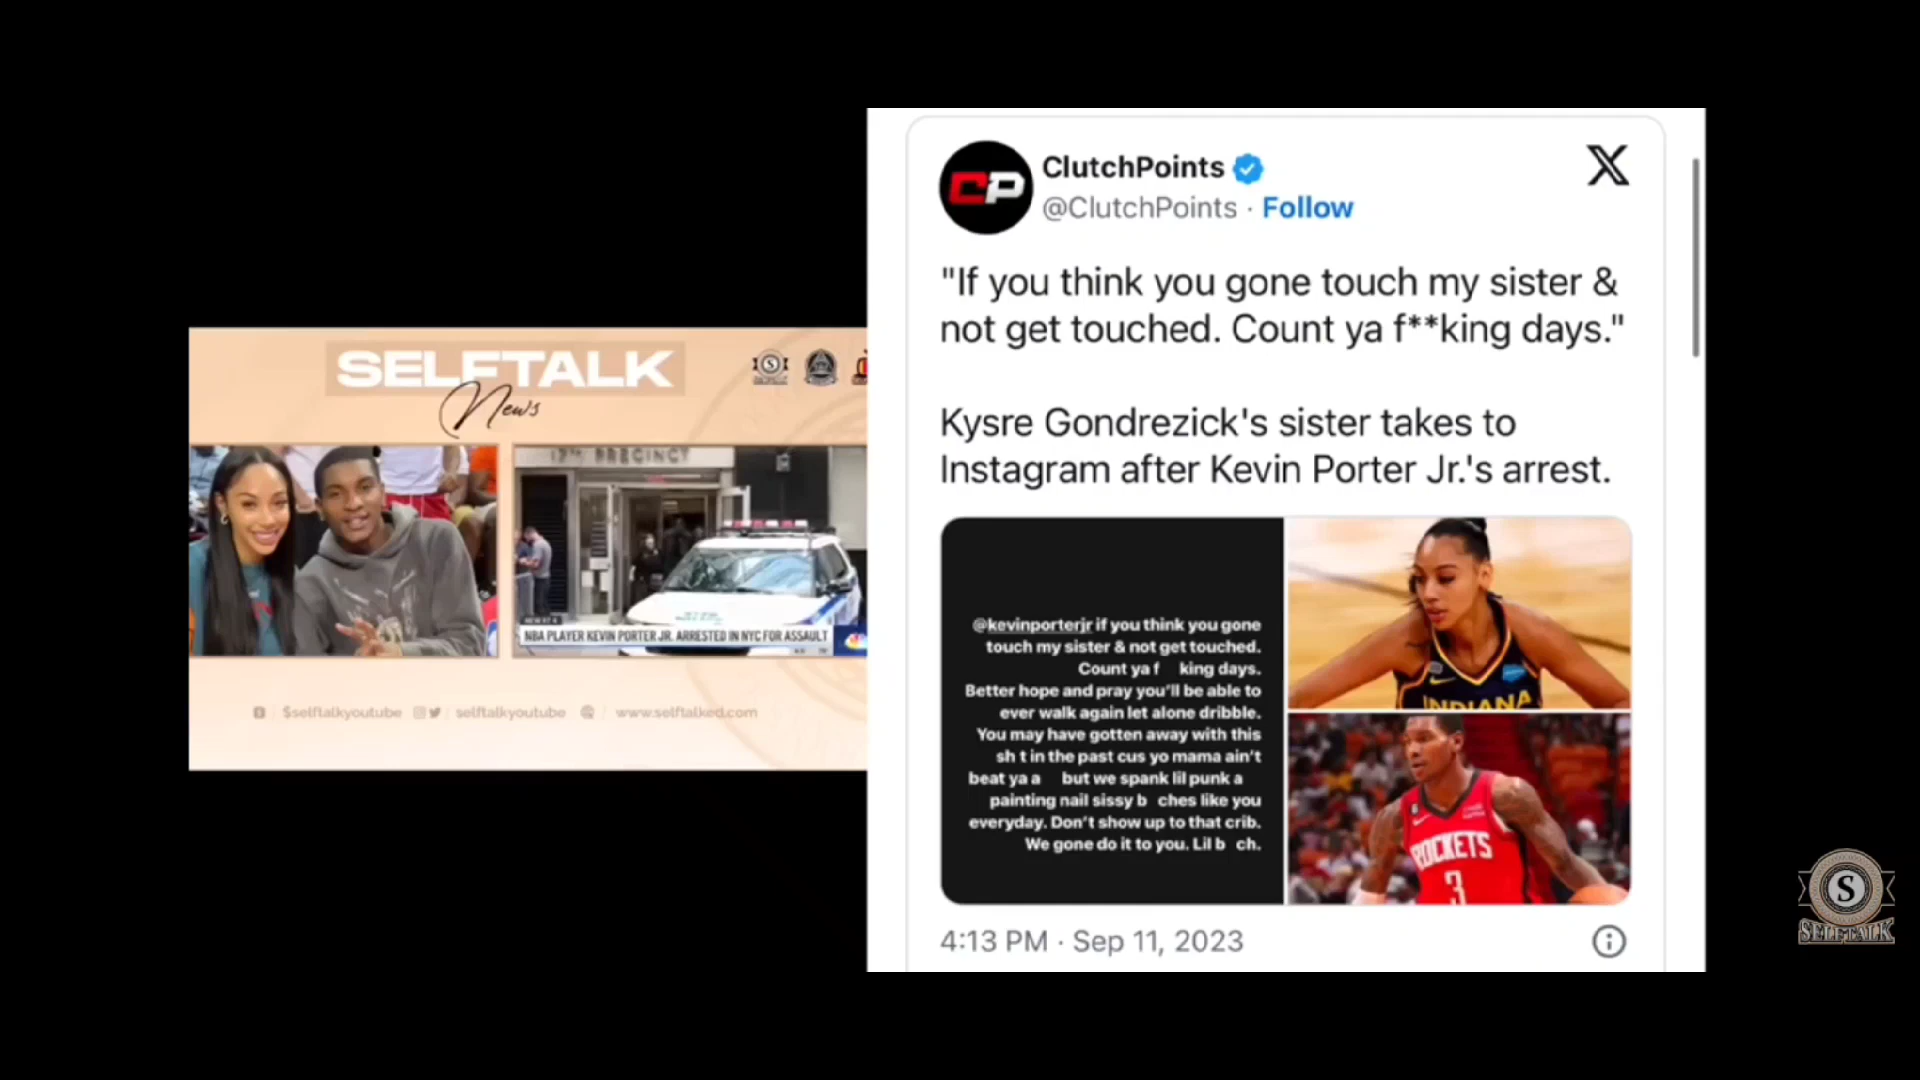 SELFTALK
News
17TH PRECINCT
NBA PLAYER KEVIN PORTER JR. ARRESTED IN NYC FOR ASSAULT
$selftalkyoutube
selftalkyoutube
www.selftalked.com
CP
ClutchPoints
@ClutchPoints · Follow
"If you think you gone touch my sister &
not get touched. Count ya f**king days."
Kysre Gondrezick's sister takes to
Instagram after Kevin Porter Jr.'s arrest.
@kevinporterjr if you think you gone
touch my sister & not get touched.
Count ya f king days.
Better hope and pray you'll be able to
ever walk again let alone dribble.
You may have gotten away with this
sh t in the past cus yo mama ain't
beat ya a but we spank lil punk a
painting nail sissy b ches like you
everyday. Don't show up to that crib.
We gone do it to you. Lil b ch.
INDIANA
ROCKETS
3
4:13 PM · Sep 11, 2023
S
SELFTALK